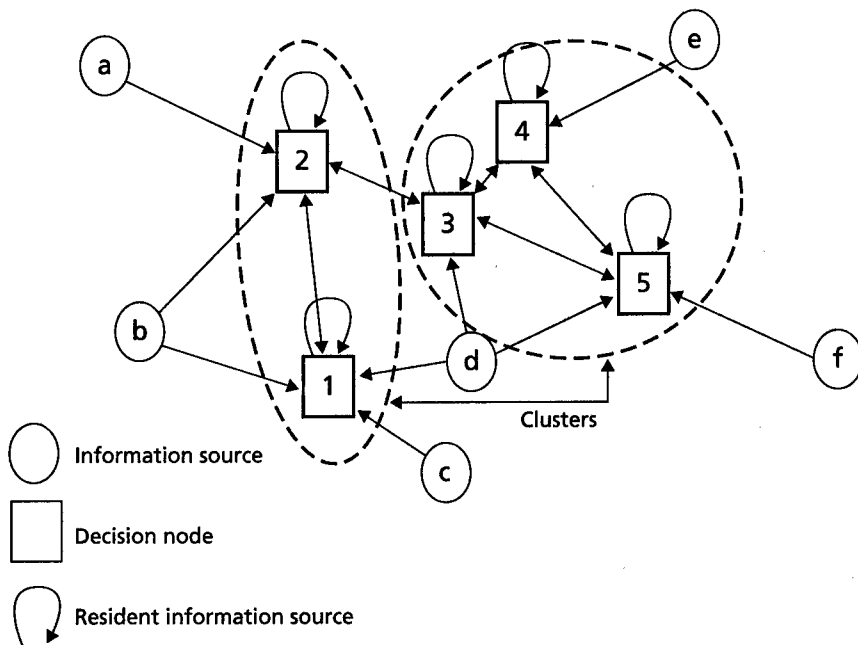 a
e
2
4
3
5
b
1
d
f
Clusters
c
Information source
Decision node
Resident information source